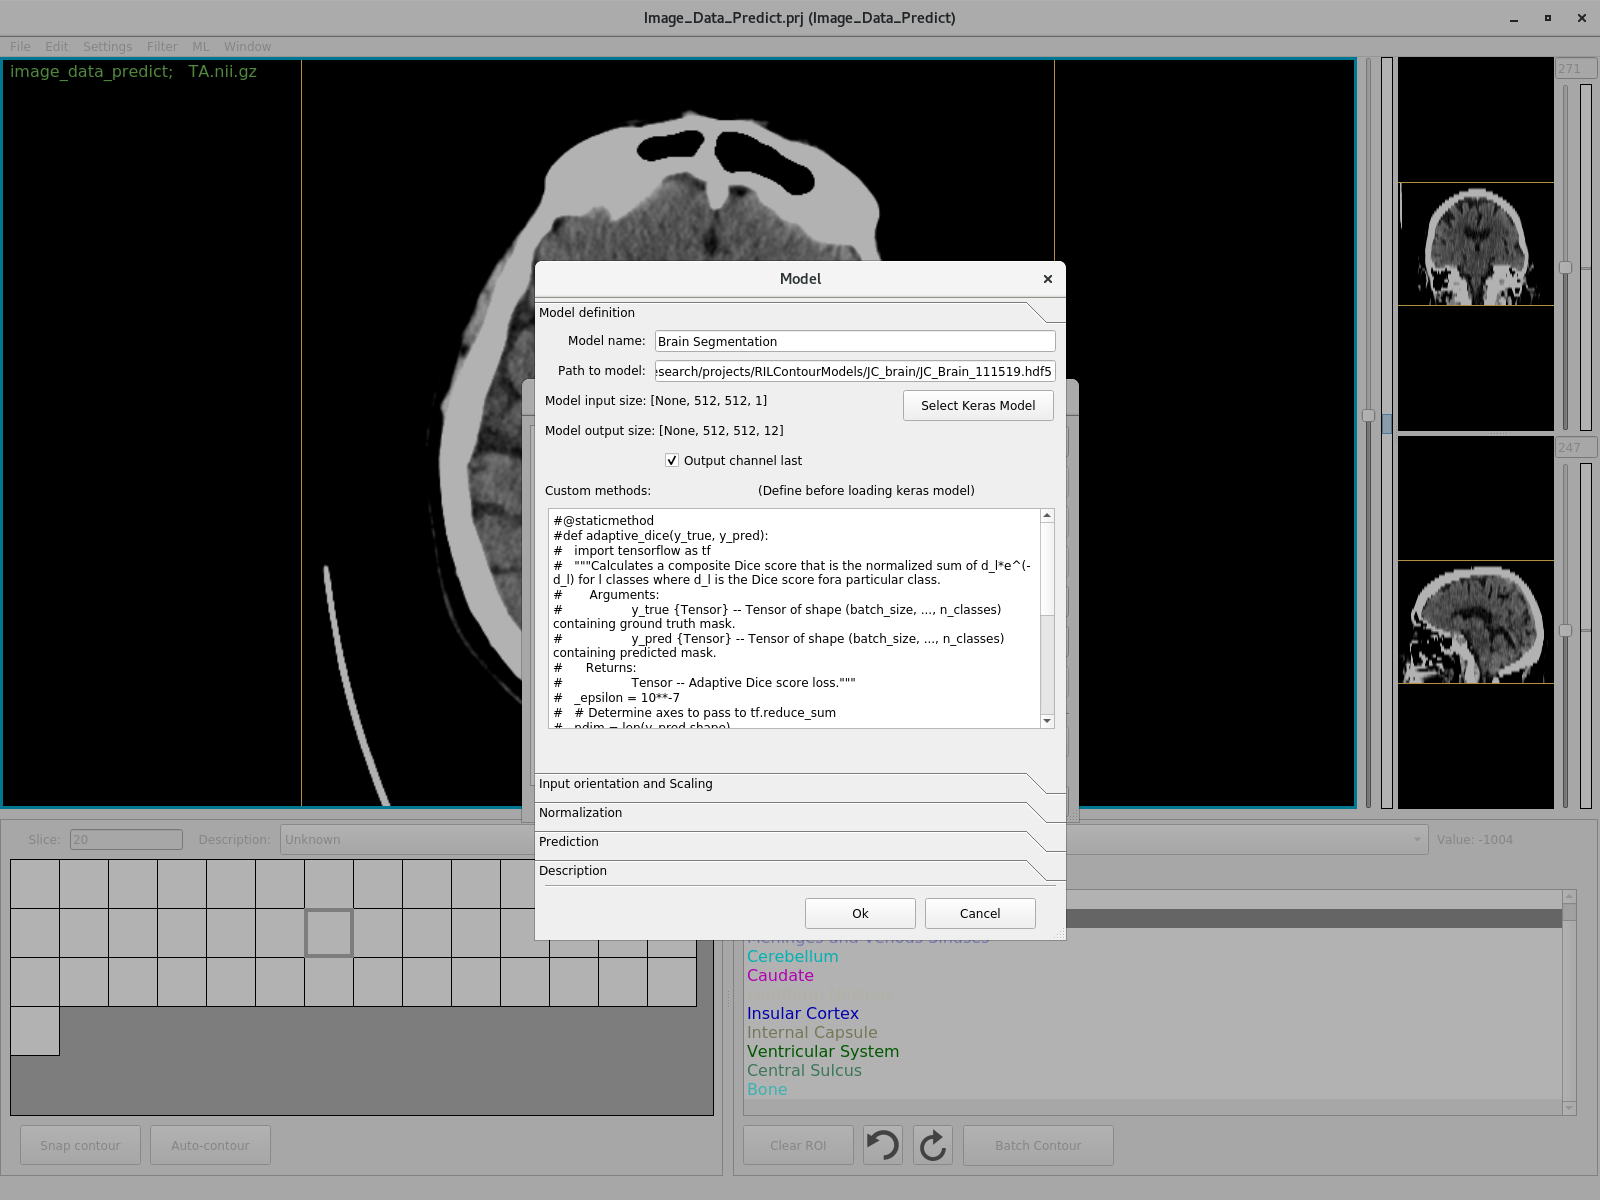 Image_Data_Predict.prj (Image_Data_Predict)
File Edit Settings Filter ML Window
image_data_predict; TA.nii.gz
271
Model
Model definition
Model name: Brain Segmentation
Path to model: search/projects/RILContourModels/JC_brain/JC_Brain_111519.hdf5
Model input size: [None, 512, 512, 1]
Select Keras Model
Model output size: [None, 512, 512, 12]
247
Output channel last
Custom methods: (Define before loading keras model)
#@staticmethod
#def adaptive_dice(y_true, y_pred):
# import tensorflow as tf
# """Calculates a composite Dice score that is the normalized sum of d_l*e^(-
d_l) for l classes where d_l is the Dice score fora particular class.
# Arguments:
# y_true {Tensor} -- Tensor of shape (batch_size, ..., n_classes)
containing ground truth mask.
# y_pred {Tensor} -- Tensor of shape (batch_size, ..., n_classes)
containing predicted mask.
# Returns:
# Tensor -- Adaptive Dice score loss."""
# _epsilon = 10**-7
# # Determine axes to pass to tf.reduce_sum
# ndim = len(y_pred.shape)
Input orientation and Scaling
Normalization
Prediction
Description
Ok Cancel
Slice: 20 Description: Unknown
Value: -1004
Meninges and Venous Sinuses
Cerebellum
Caudate
Insular Cortex
Internal Capsule
Ventricular System
Central Sulcus
Bone
Snap contour Auto-contour
Clear ROI Batch Contour